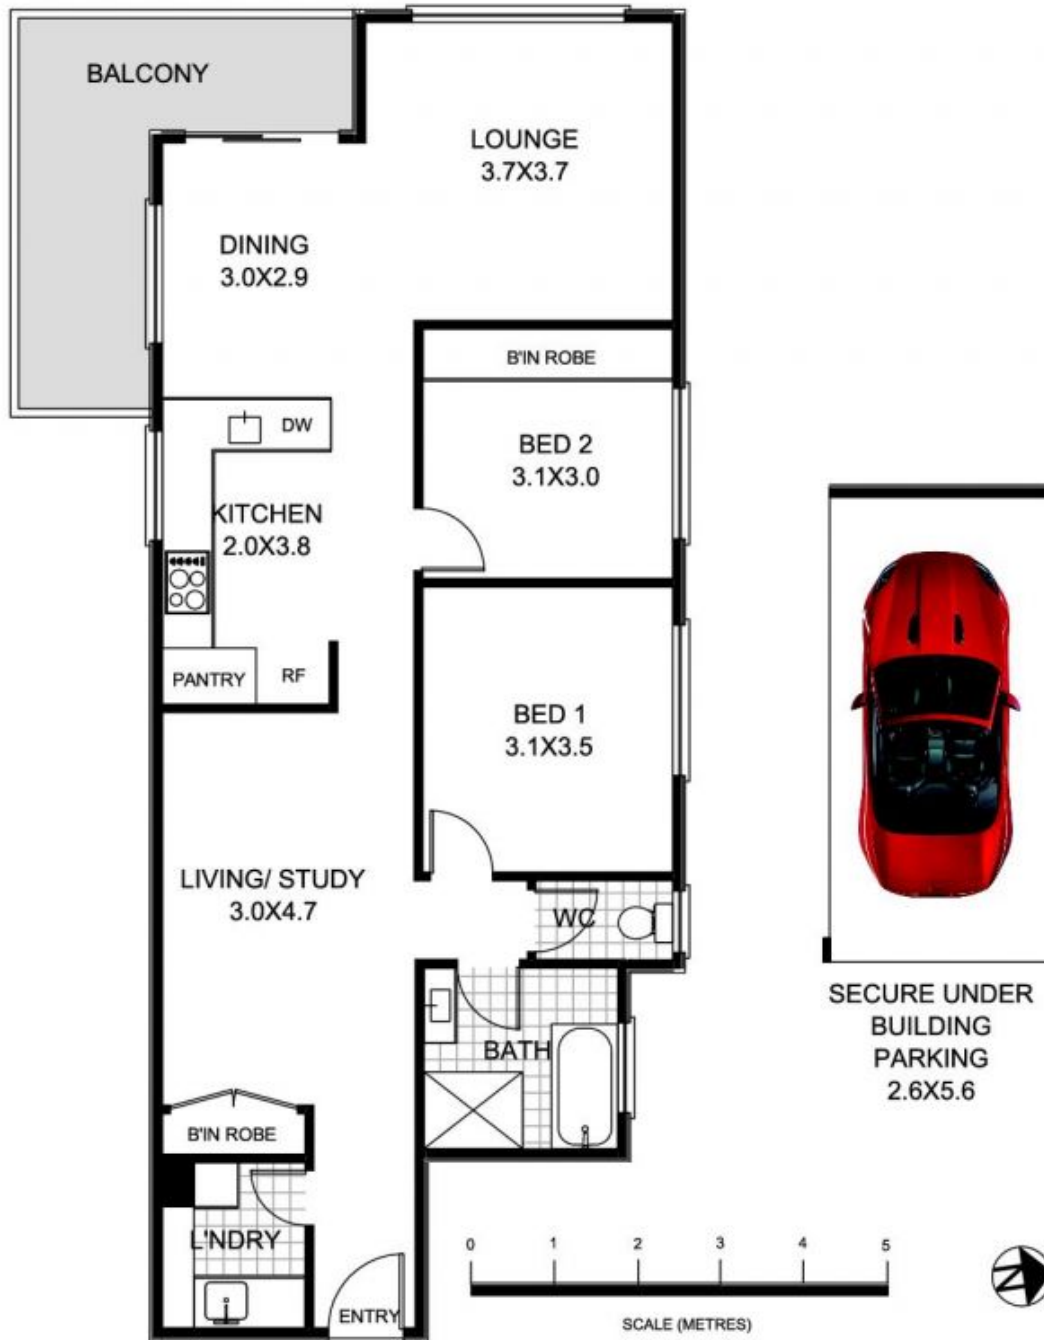 BALCONY
LOUNGE
3.7X3.7
DINING
3.0X2.9
B'IN ROBE
DW
BED 2
3.1X3.0
KITCHEN
2.0X3.8
PANTRY
RF
BED 1
3.1X3.5
LIVING/ STUDY
3.0X4.7
WC
SECURE UNDER
BUILDING
PARKING
2.6X5.6
BATH
B'IN ROBE
L'NDRY
ENTRY
0 1 2 3 4 5
SCALE (METRES)
N